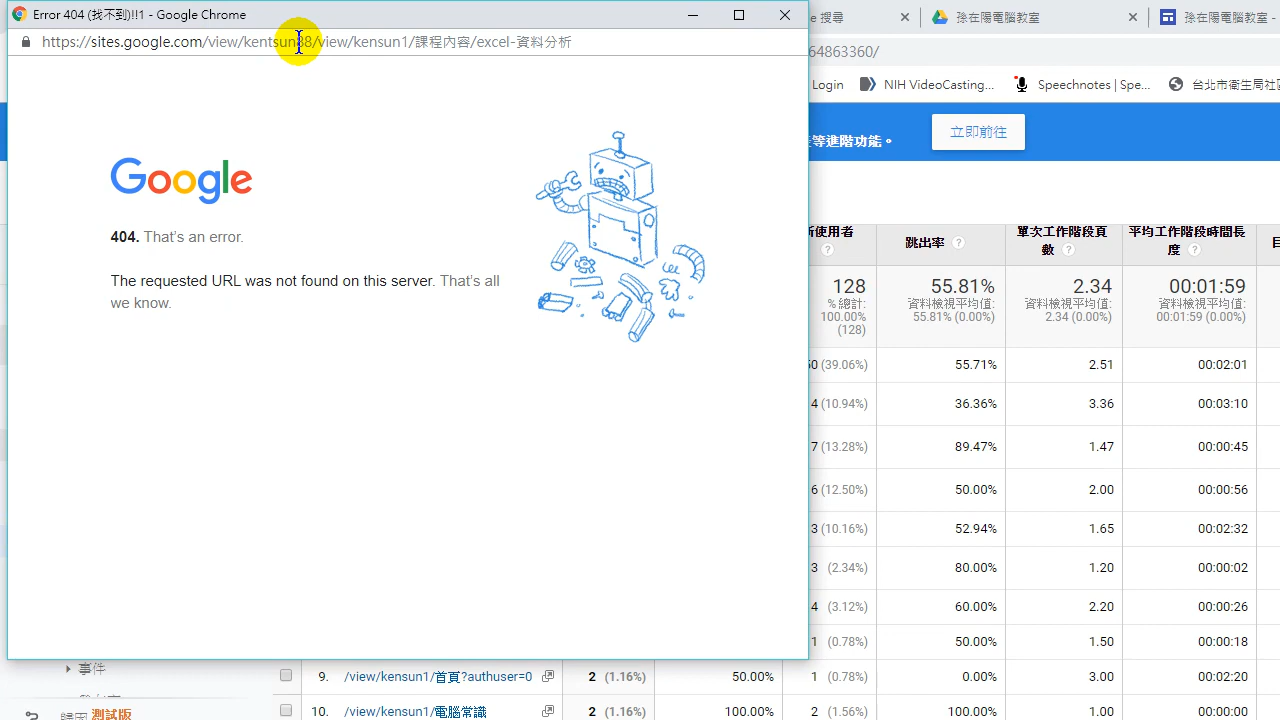 Error 404 (找不到)!!1 - Google Chrome
搜尋
孫在陽電腦教室
孫在陽電腦教室 -
https://sites.google.com/view/kentsun88/view/kensun1/課程內容/excel-資料分析
64863360/
Login
NIH VideoCasting...
Speechnotes | Spe...
台北市衛生局社區
等進階功能。
立即前往
Google
404. That's an error.
The requested URL was not found on this server. That's all
we know.
使用者
跳出率
單次工作階段頁
數
平均工作階段時間長
度
目
128
% 總計:
100.00%
(128)
55.81%
資料檢視平均值:
55.81% (0.00%)
2.34
資料檢視平均值:
2.34 (0.00%)
00:01:59
資料檢視平均值:
00:01:59 (0.00%)
0 (39.06%) 55.71% 2.51 00:02:01
4 (10.94%) 36.36% 3.36 00:03:10
7 (13.28%) 89.47% 1.47 00:00:45
6 (12.50%) 50.00% 2.00 00:00:56
3 (10.16%) 52.94% 1.65 00:02:32
3 (2.34%) 80.00% 1.20 00:00:02
4 (3.12%) 60.00% 2.20 00:00:26
1 (0.78%) 50.00% 1.50 00:00:18
事件
9. /view/kensun1/首頁?authuser=0 2 (1.16%) 50.00% 1 (0.78%) 0.00% 3.00 00:02:20
10. /view/kensun1/電腦常識 2 (1.16%) 100.00% 2 (1.56%) 100.00% 1.00 00:00:00
歸因 測試版